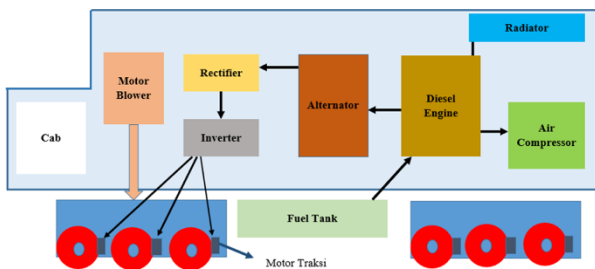 Radiator
Motor
Blower
Rectifier
Alternator
Diesel
Engine
Cab
Inverter
Air
Compressor
Fuel Tank
Motor Traksi